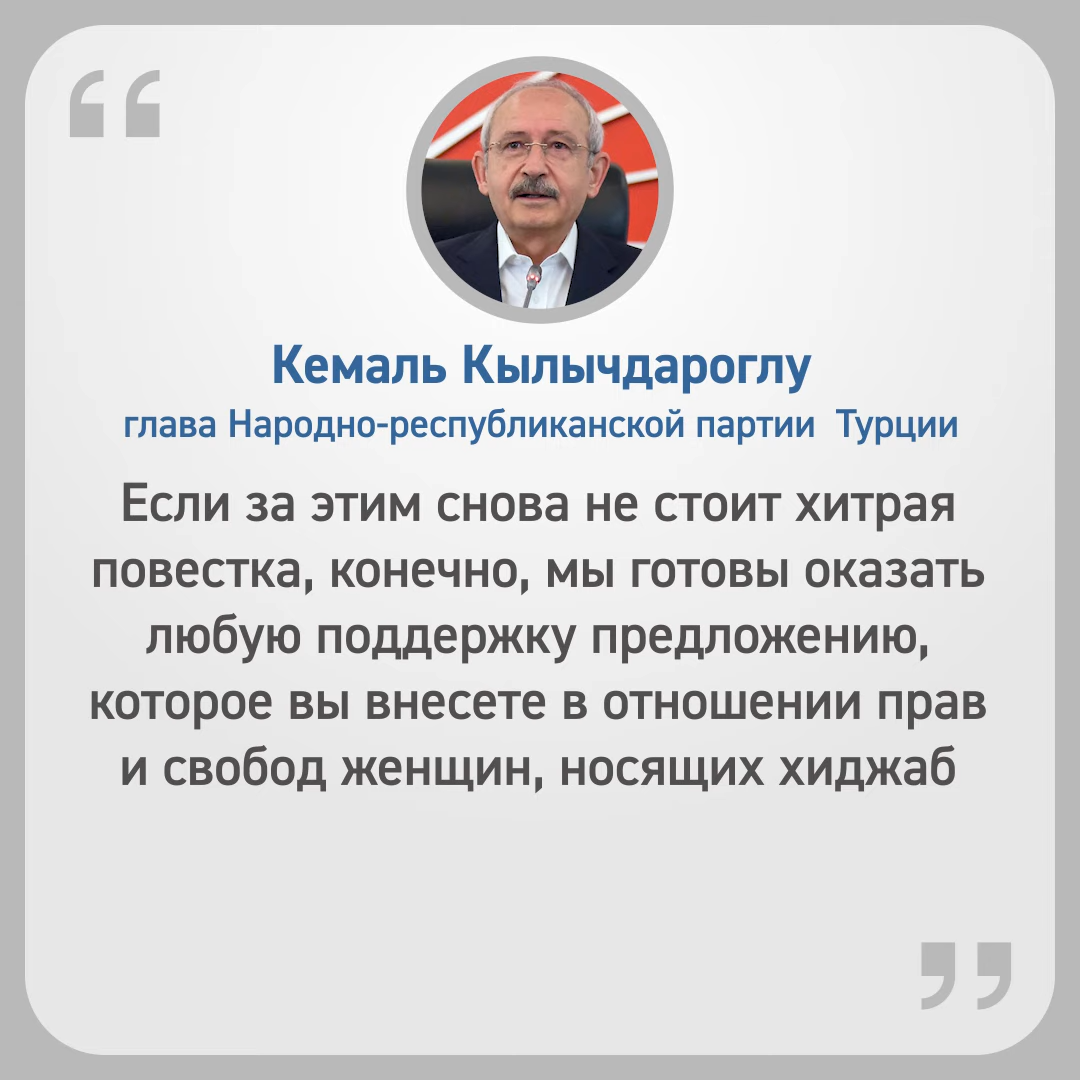 Кемаль Кылычдароглу
глава Народно-республиканской партии Турции
Если за этим снова не стоит хитрая
повестка, конечно, мы готовы оказать
любую поддержку предложению,
которое вы внесете в отношении прав
и свобод женщин, носящих хиджаб